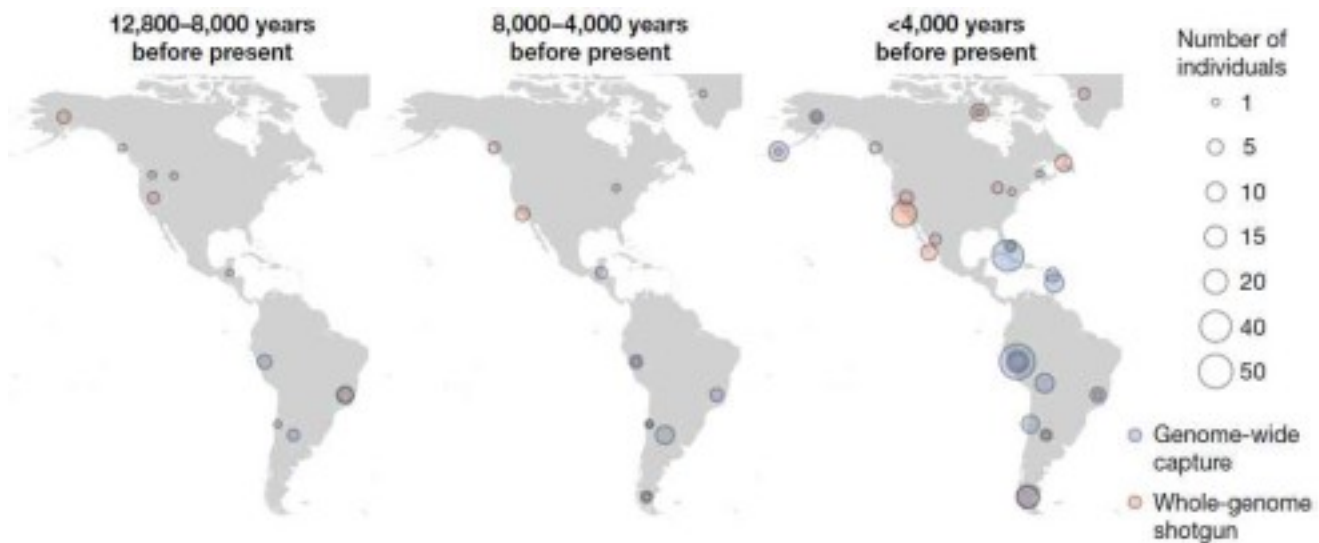 12,800–8,000 years
before present
8,000–4,000 years
before present
<4,000 years
before present
Number of
individuals
1
5
10
15
20
40
50
Genome-wide
capture
Whole-genome
shotgun